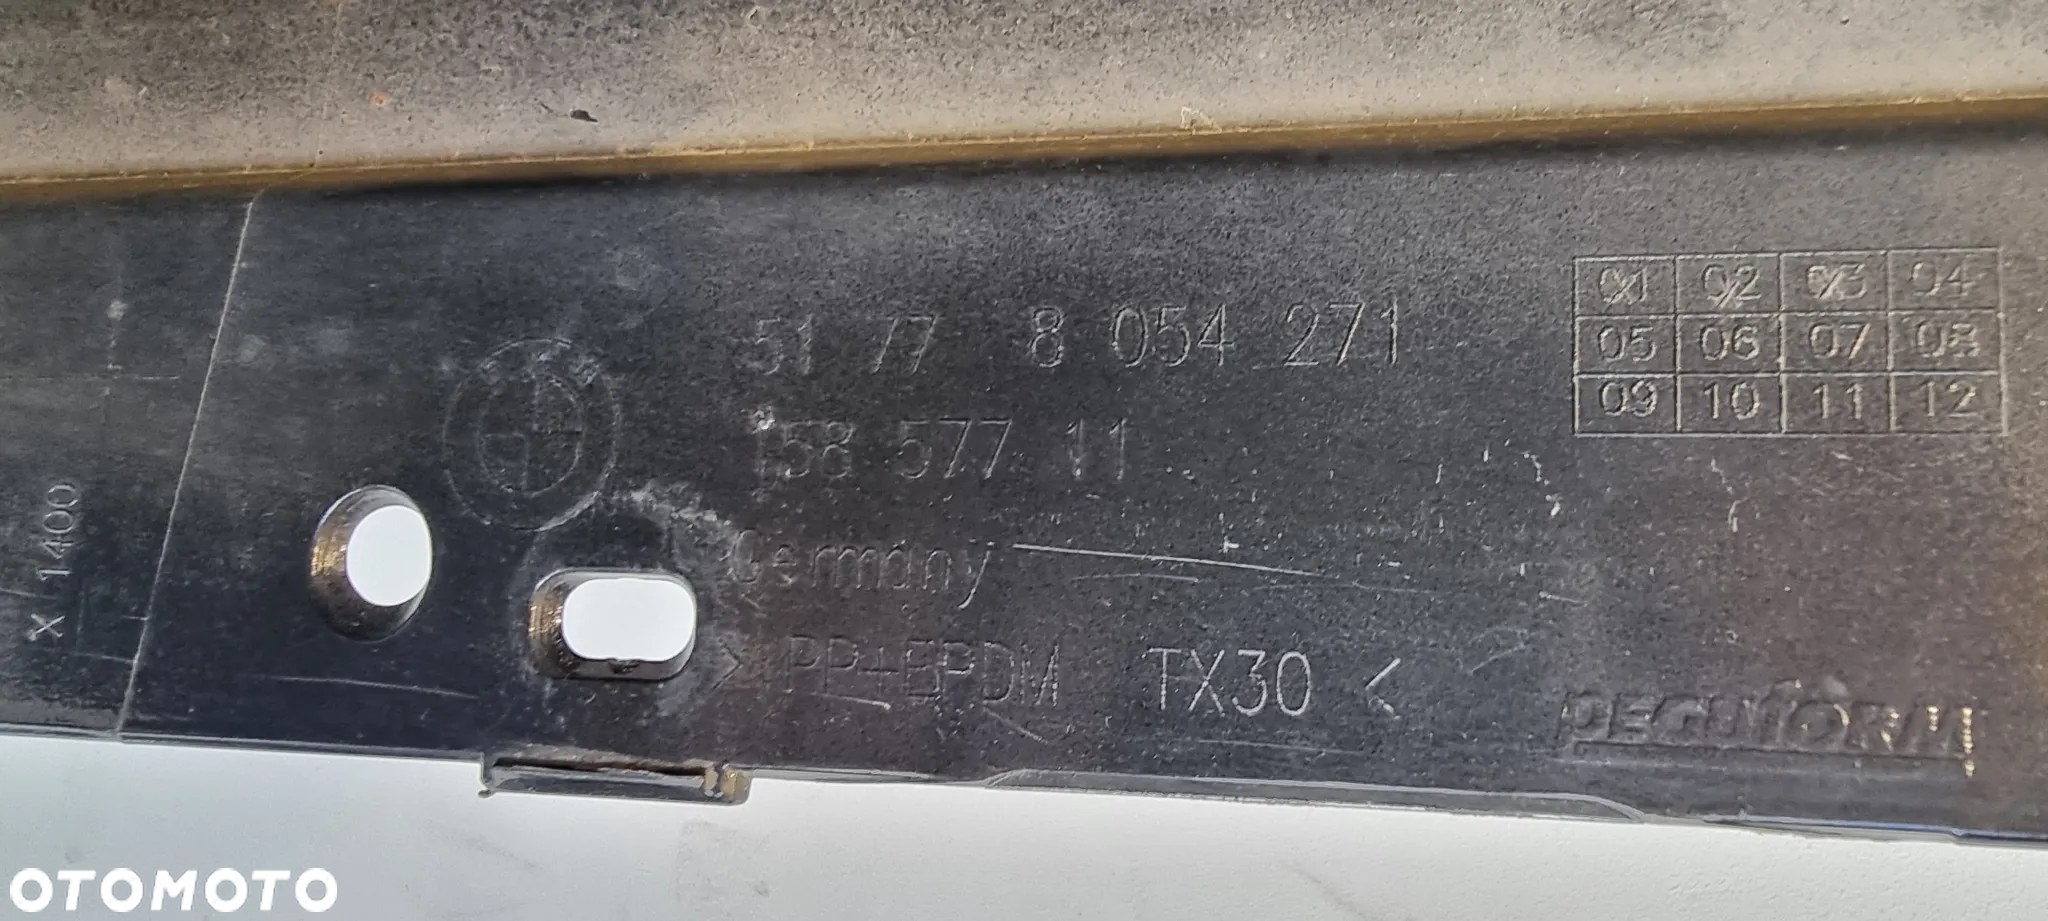 51 77 8 054 271
158 577 11
Germany
> PP+EPDM TX30 <
X 1400
01 02 03 04
05 06 07 08
09 10 11 12
peguform
OTOMOTO